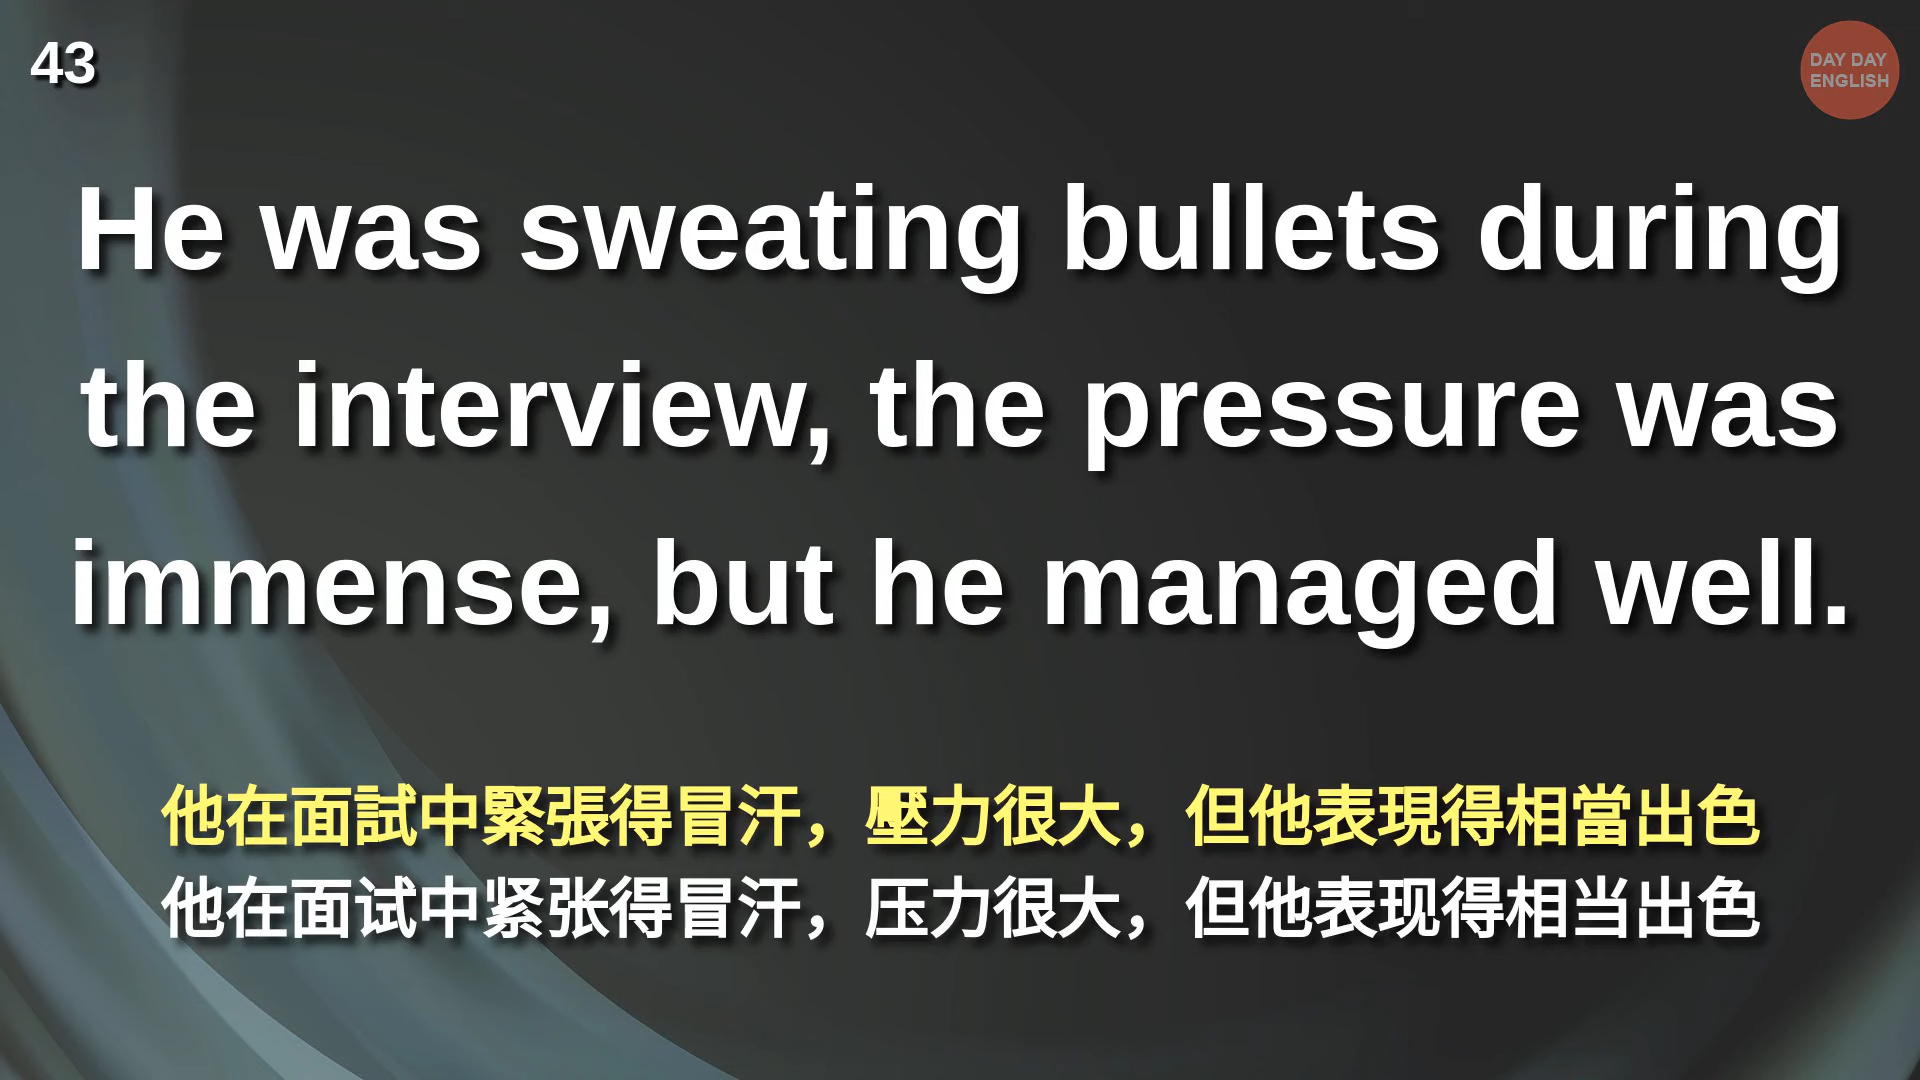 43
DAY DAY
ENGLISH
He was sweating bullets during
the interview, the pressure was
immense, but he managed well.
他在面試中緊張得冒汗，壓力很大，但他表現得相當出色
他在面试中紧张得冒汗，压力很大，但他表现得相当出色